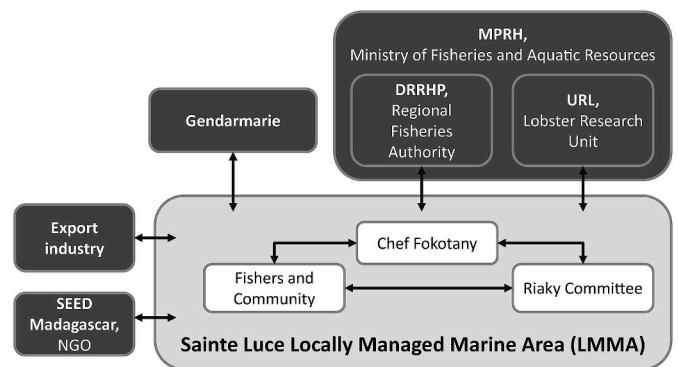 MPRH,
Ministry of Fisheries and Aquatic Resources
DRRHP,
Regional
Fisheries
Authority
URL,
Lobster Research
Unit
Gendarmarie
Export
industry
SEED
Madagascar,
NGO
Chef Fokotany
Fishers and
Community
Riaky Committee
Sainte Luce Locally Managed Marine Area (LMMA)